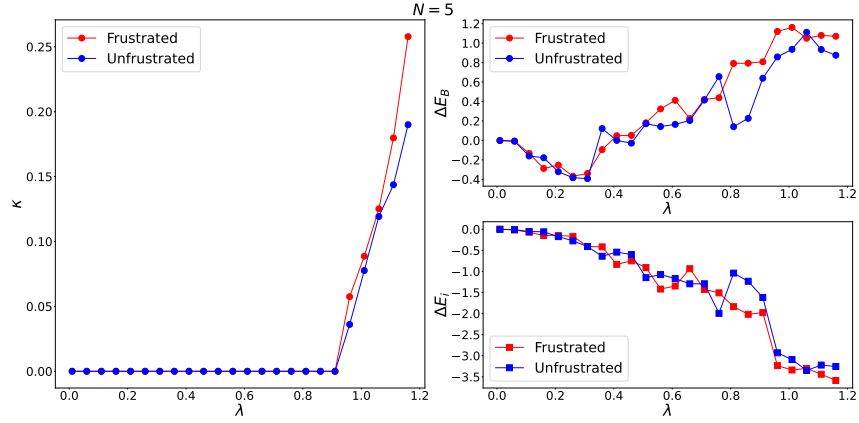 N = 5
Frustrated
Unfrustrated
κ
0.25
0.20
0.15
0.10
0.05
0.00
0.0 0.2 0.4 0.6 0.8 1.0 1.2
λ
Frustrated
Unfrustrated
ΔE_B
1.2
1.0
0.8
0.6
0.4
0.2
0.0
−0.2
−0.4
0.0 0.2 0.4 0.6 0.8 1.0 1.2
λ
ΔE_i
0.0
−0.5
−1.0
−1.5
−2.0
−2.5
−3.0
−3.5
Frustrated
Unfrustrated
0.0 0.2 0.4 0.6 0.8 1.0 1.2
λ